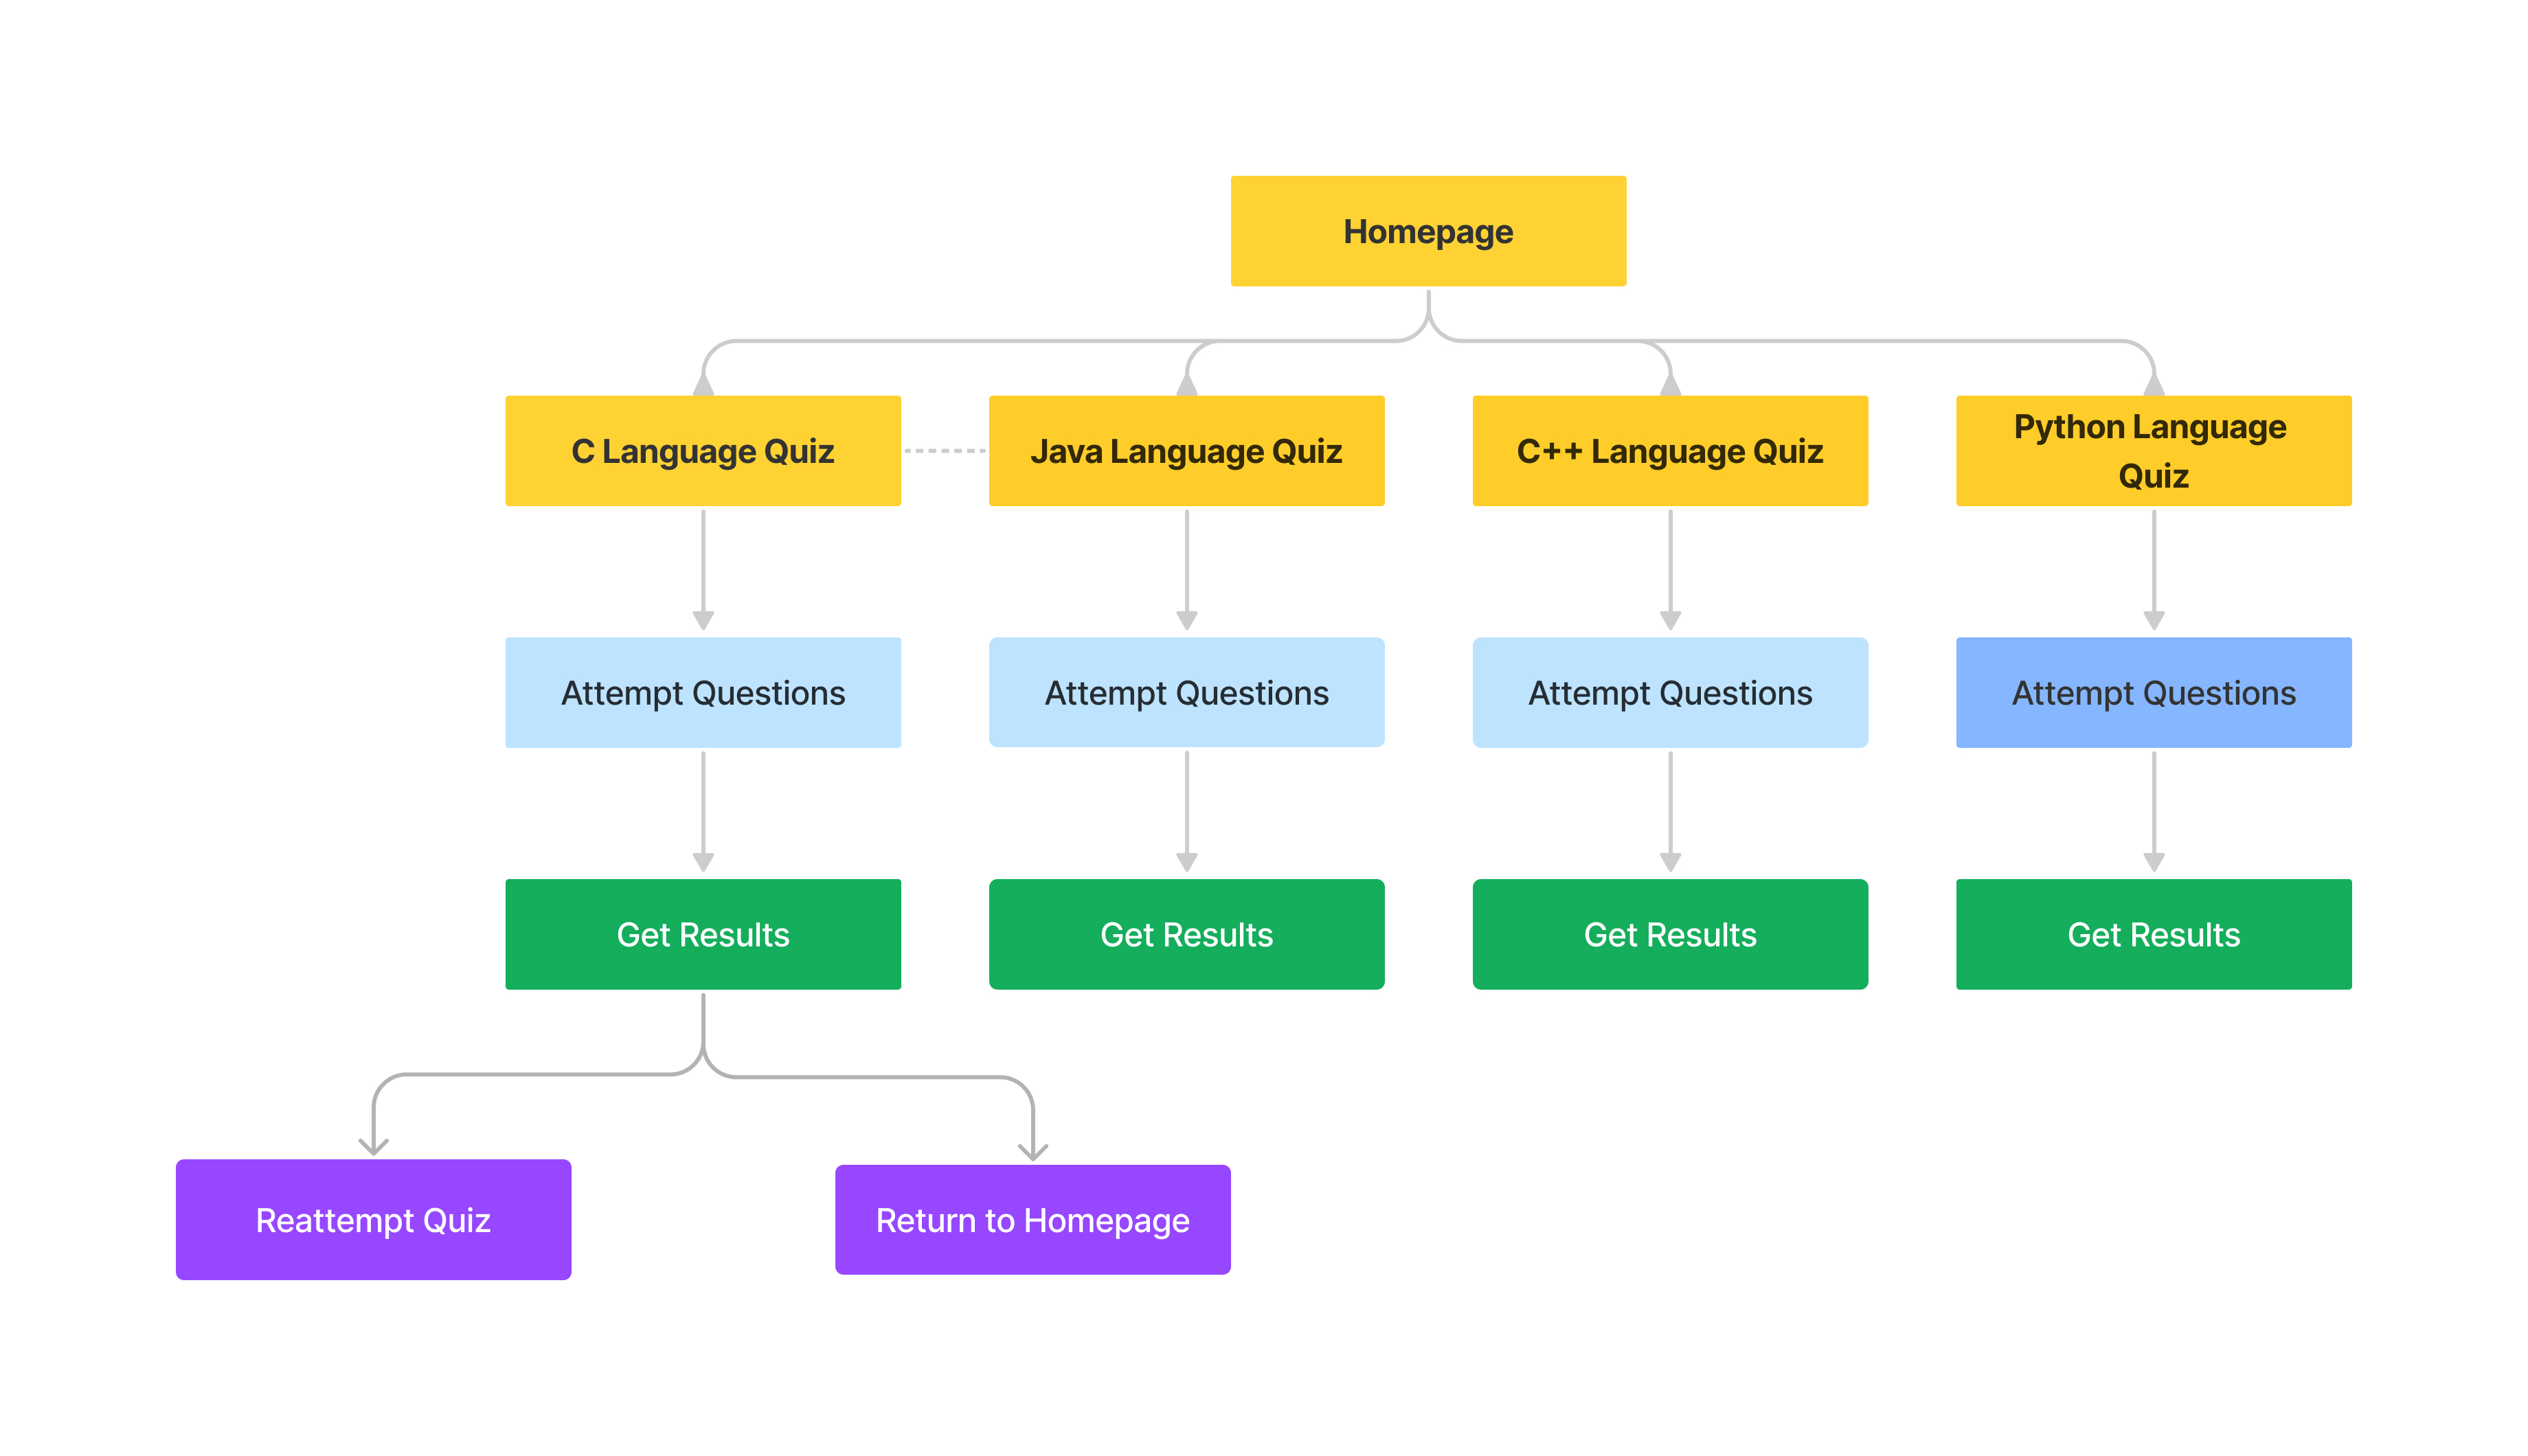 Homepage
C Language Quiz
Java Language Quiz
C++ Language Quiz
Python Language
Quiz
Attempt Questions
Attempt Questions
Attempt Questions
Attempt Questions
Get Results
Get Results
Get Results
Get Results
Reattempt Quiz
Return to Homepage